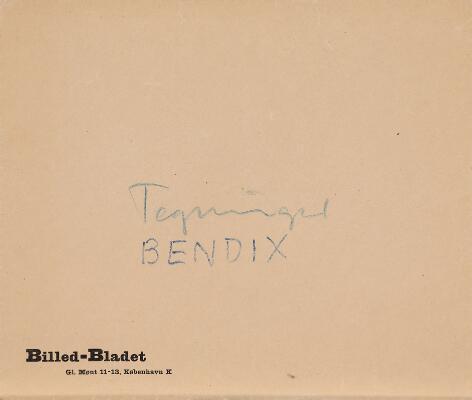 Tegninger
BENDIX
Billed-Bladet
Gl. Mønt 11-13, København K